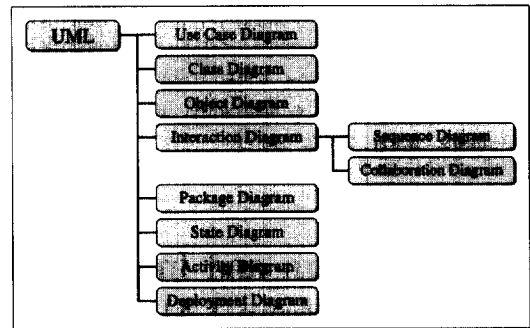 UML
Use Case Diagram
Class Diagram
Object Diagram
Interaction Diagram
Sequence Diagram
Collaboration Diagram
Package Diagram
State Diagram
Activity Diagram
Deployment Diagram